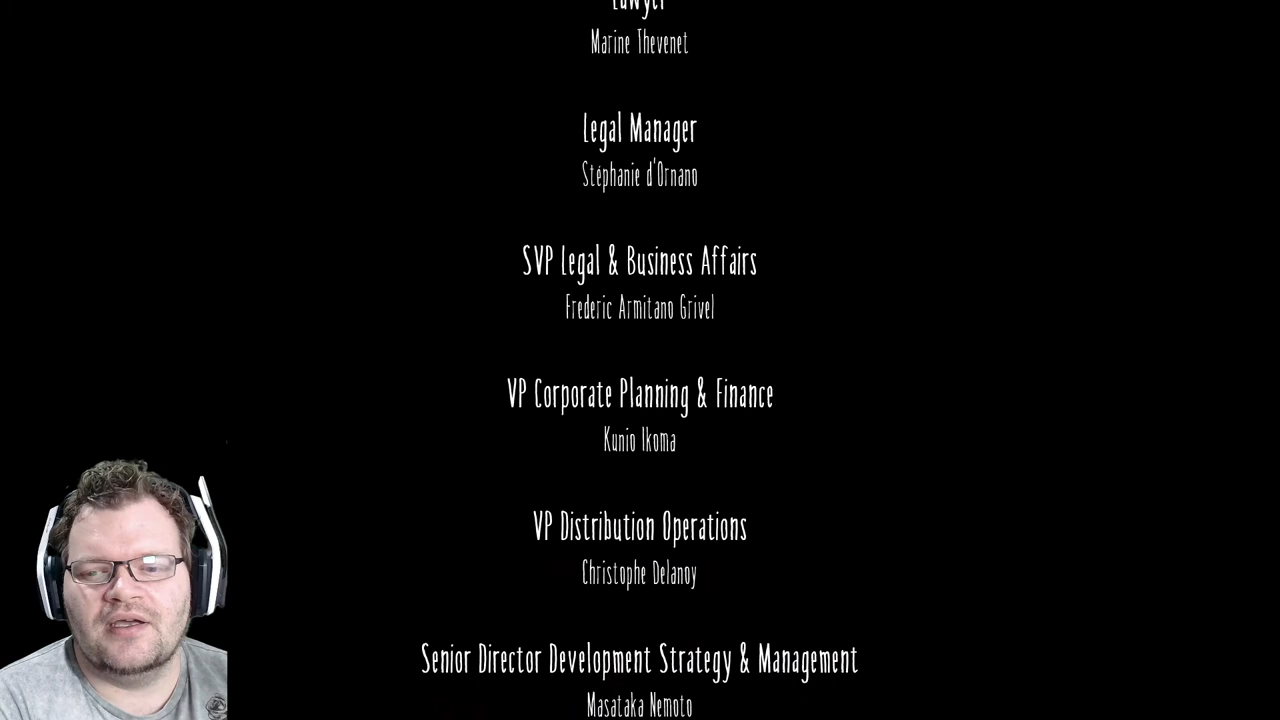 Lawyer
Marine Thevenet
Legal Manager
Stéphanie d'Ornano
SVP Legal & Business Affairs
Frederic Armitano Grivel
VP Corporate Planning & Finance
Kunio Ikoma
VP Distribution Operations
Christophe Delanoy
Senior Director Development Strategy & Management
Masataka Nemoto